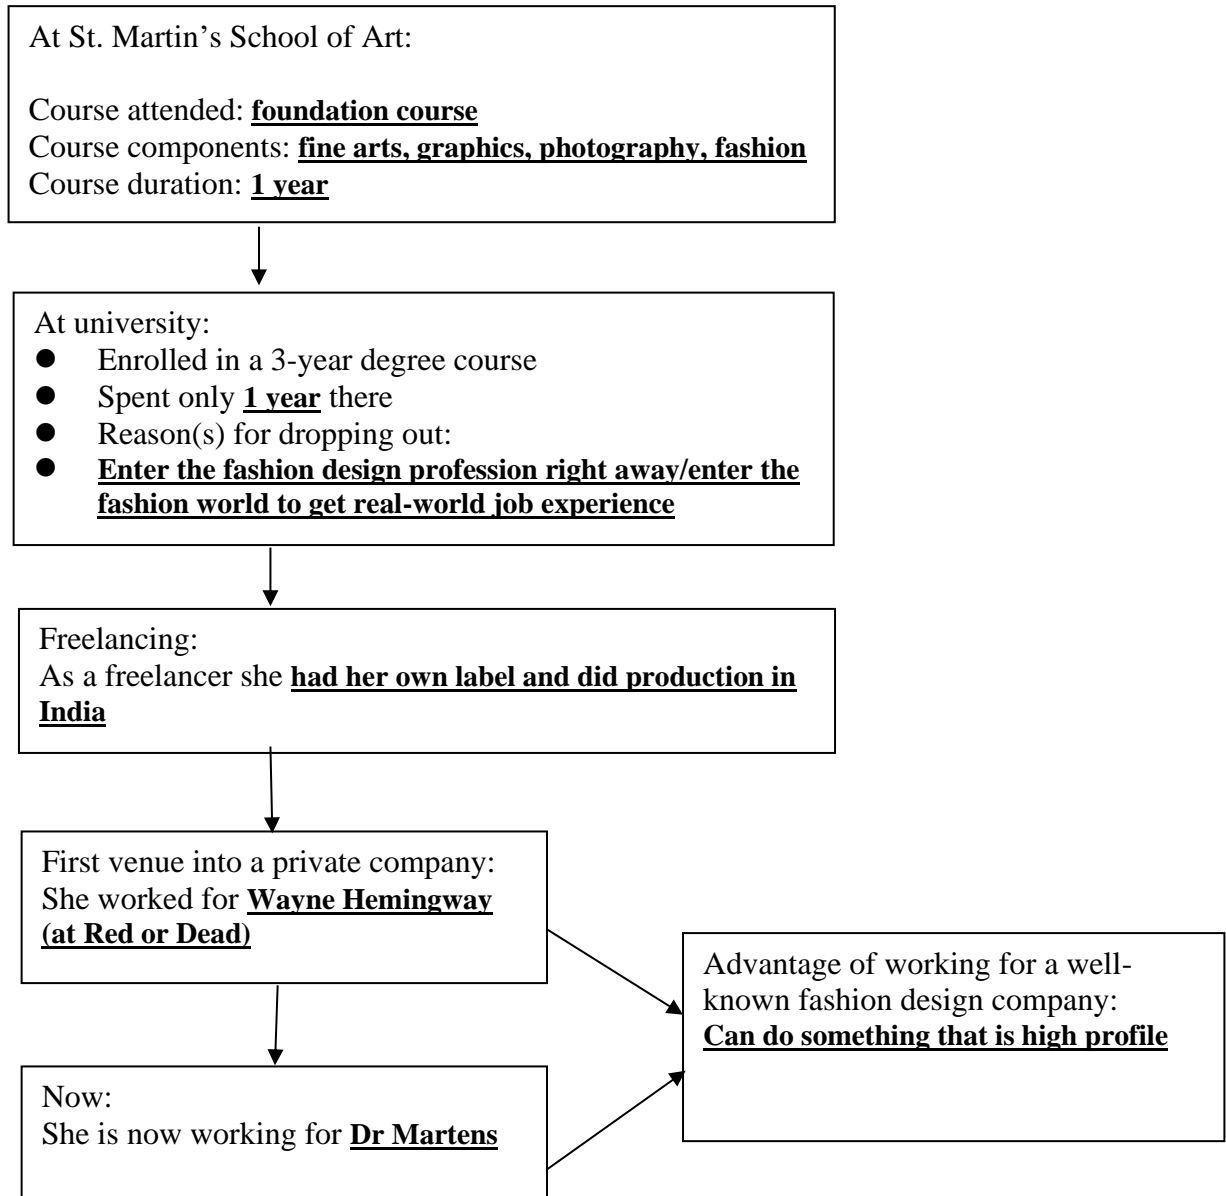 At St. Martin’s School of Art:
Course attended: foundation course
Course components: fine arts, graphics, photography, fashion
Course duration: 1 year
At university:
● Enrolled in a 3-year degree course
● Spent only 1 year there
● Reason(s) for dropping out:
● Enter the fashion design profession right away/enter the
fashion world to get real-world job experience
Freelancing:
As a freelancer she had her own label and did production in
India
First venue into a private company:
She worked for Wayne Hemingway
(at Red or Dead)
Advantage of working for a well-
known fashion design company:
Can do something that is high profile
Now:
She is now working for Dr Martens